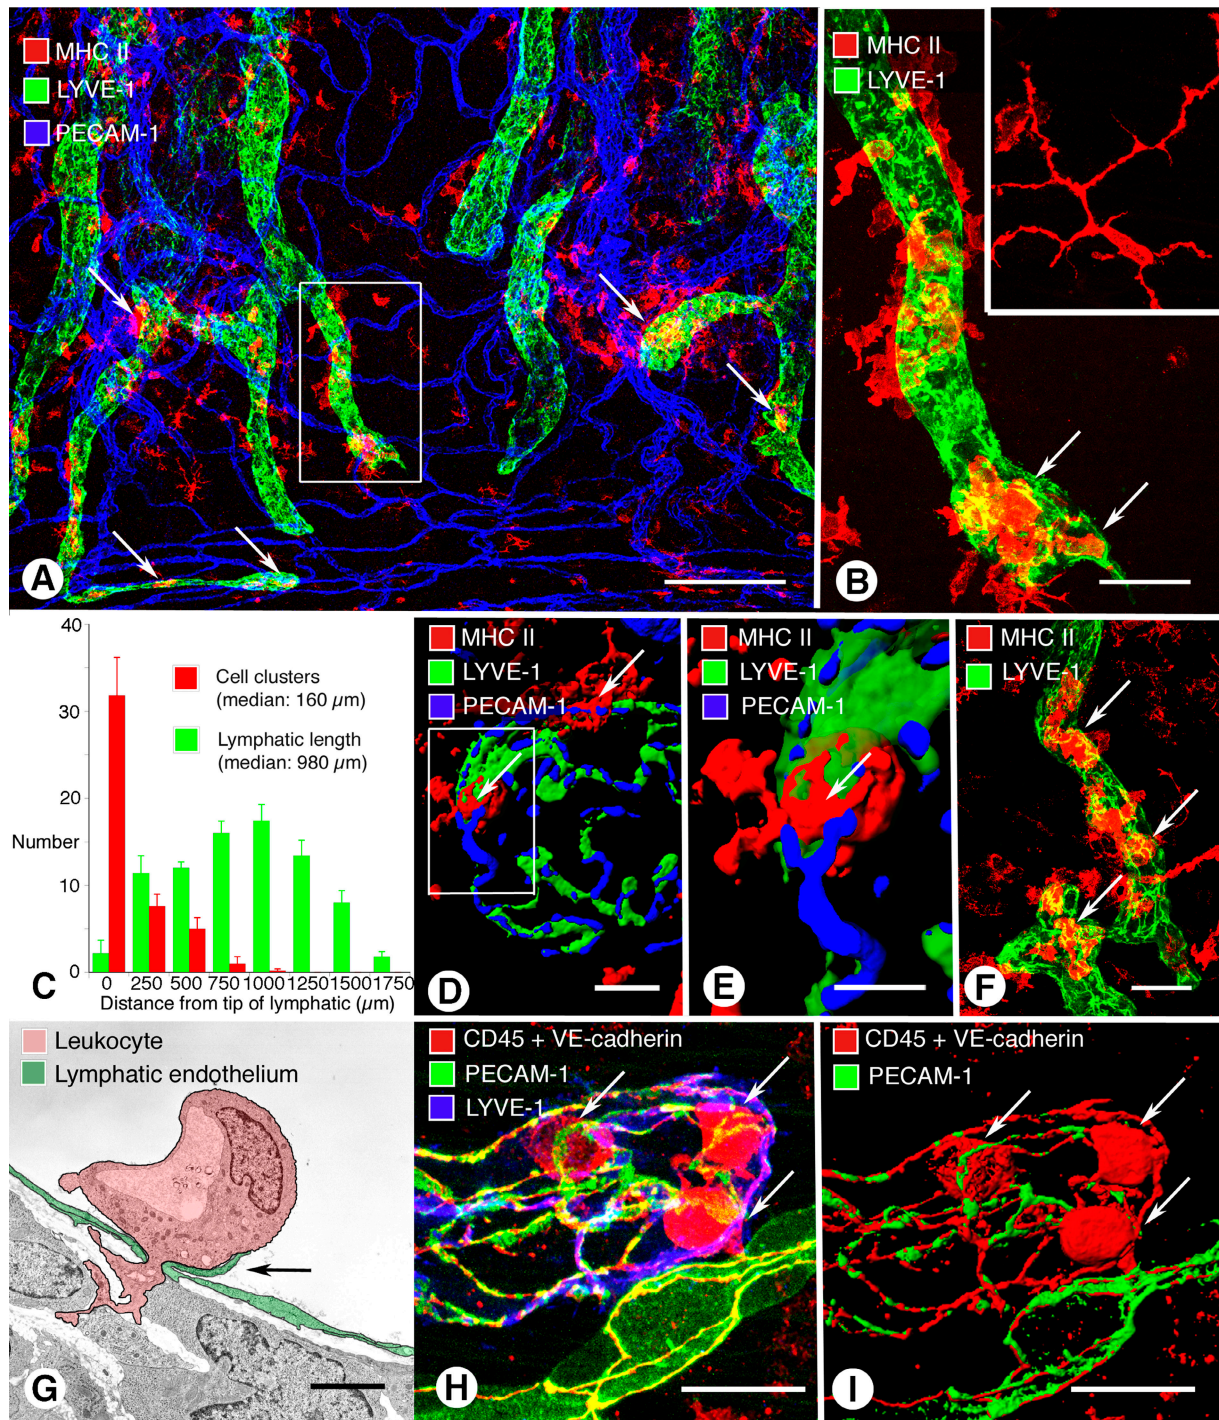 MHC II
LYVE-1
PECAM-1
A
MHC II
LYVE-1
B
40
30
20
10
0
Number
Cell clusters
(median: 160 µm)
Lymphatic length
(median: 980 µm)
0 250 500 750 1000 1250 1500 1750
Distance from tip of lymphatic (µm)
C
MHC II
LYVE-1
PECAM-1
D
MHC II
LYVE-1
PECAM-1
E
MHC II
LYVE-1
F
Leukocyte
Lymphatic endothelium
G
CD45 + VE-cadherin
PECAM-1
LYVE-1
H
CD45 + VE-cadherin
PECAM-1
I